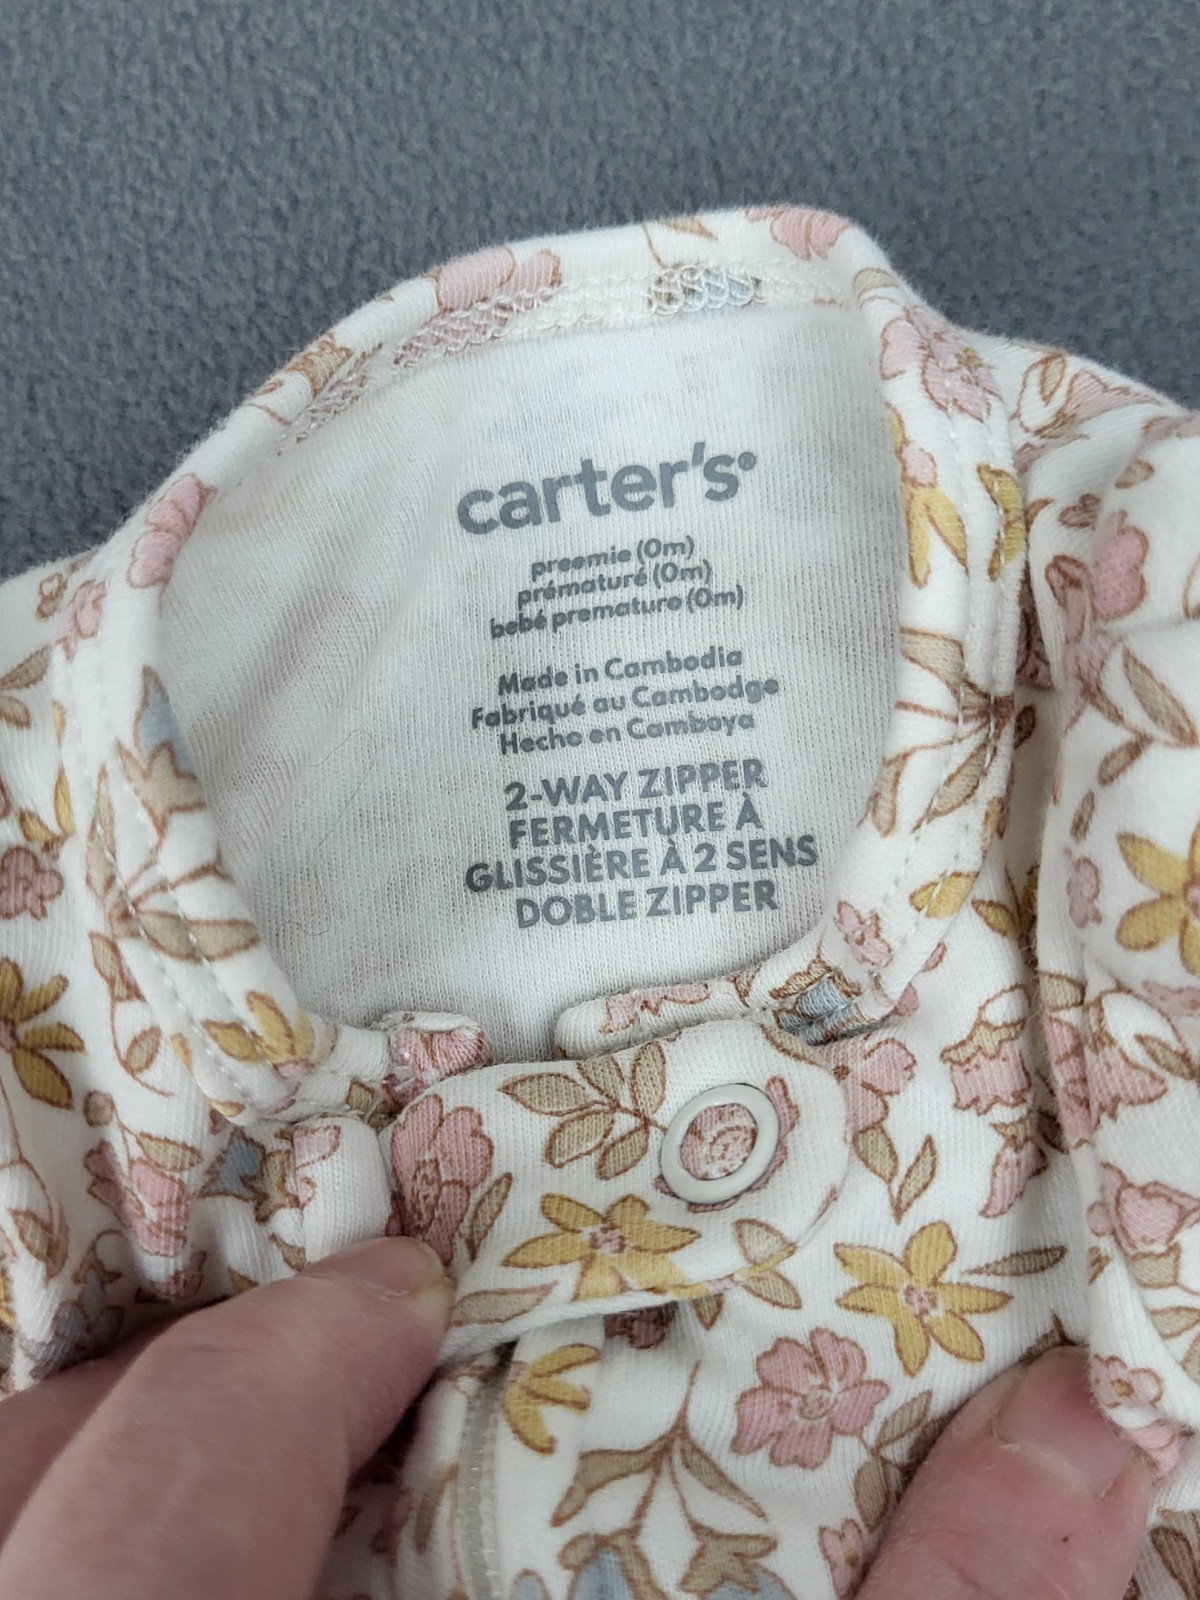 carter's®
preemie (0m)
prématuré (0m)
bebé prematuro (0m)
Made in Cambodia
Fabriqué au Cambodge
Hecho en Camboya
2-WAY ZIPPER
FERMETURE À
GLISSIÈRE À 2 SENS
DOBLE ZIPPER